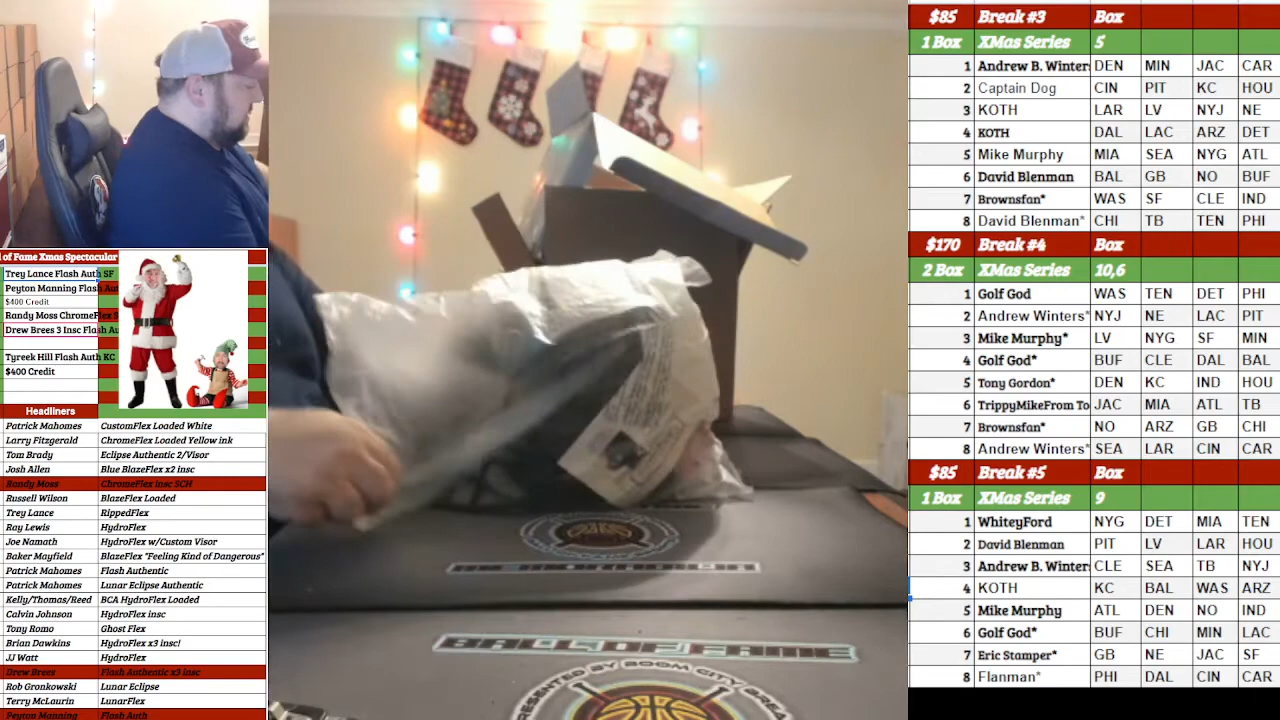 l of Fame Xmas Spectacular
Trey Lance Flash Auth SF
Peyton Manning Flash Aut
$400 Credit
Randy Moss ChromeFlex S
Drew Brees 3 Insc Flash Au
Tyreek Hill Flash Auth KC
$400 Credit
Headliners
Patrick Mahomes CustomFlex Loaded White
Larry Fitzgerald ChromeFlex Loaded Yellow ink
Tom Brady Eclipse Authentic 2/Visor
Josh Allen Blue BlazeFlex x2 insc
Randy Moss ChromeFlex insc SCH
Russell Wilson BlazeFlex Loaded
Trey Lance RippedFlex
Ray Lewis HydroFlex
Joe Namath HydroFlex w/Custom Visor
Baker Mayfield BlazeFlex "Feeling Kind of Dangerous"
Patrick Mahomes Flash Authentic
Patrick Mahomes Lunar Eclipse Authentic
Kelly/Thomas/Reed BCA HydroFlex Loaded
Calvin Johnson HydroFlex insc
Tony Romo Ghost Flex
Brian Dawkins HydroFlex x3 insc!
JJ Watt HydroFlex
Drew Brees Flash Authentic x3 insc
Rob Gronkowski Lunar Eclipse
Terry McLaurin LunarFlex
Peyton Manning Flash Auth
BALL OF FAME
PRESENTED BY BOOM CITY BREA
$85 Break #3 Box
1 Box XMas Series 5
1 Andrew B. Winters DEN MIN JAC CAR
2 Captain Dog CIN PIT KC HOU
3 KOTH LAR LV NYJ NE
4 KOTH DAL LAC ARZ DET
5 Mike Murphy MIA SEA NYG ATL
6 David Blenman BAL GB NO BUF
7 Brownsfan* WAS SF CLE IND
8 David Blenman* CHI TB TEN PHI
$170 Break #4 Box
2 Box XMas Series 10,6
1 Golf God WAS TEN DET PHI
2 Andrew Winters* NYJ NE LAC PIT
3 Mike Murphy* LV NYG SF MIN
4 Golf God* BUF CLE DAL BAL
5 Tony Gordon* DEN KC IND HOU
6 TrippyMikeFrom To JAC MIA ATL TB
7 Brownsfan* NO ARZ GB CHI
8 Andrew Winters* SEA LAR CIN CAR
$85 Break #5 Box
1 Box XMas Series 9
1 WhiteyFord NYG DET MIA TEN
2 David Blenman PIT LV LAR HOU
3 Andrew B. Winters CLE SEA TB NYJ
4 KOTH KC BAL WAS ARZ
5 Mike Murphy ATL DEN NO IND
6 Golf God* BUF CHI MIN LAC
7 Eric Stamper* GB NE JAC SF
8 Flanman* PHI DAL CIN CAR